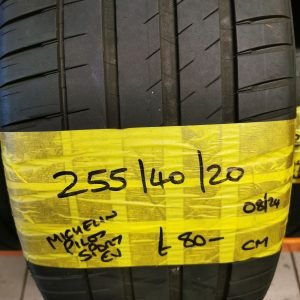 255/40/20
08/24
MICHELIN
PILOT
SPORT
EV
£80-
CM